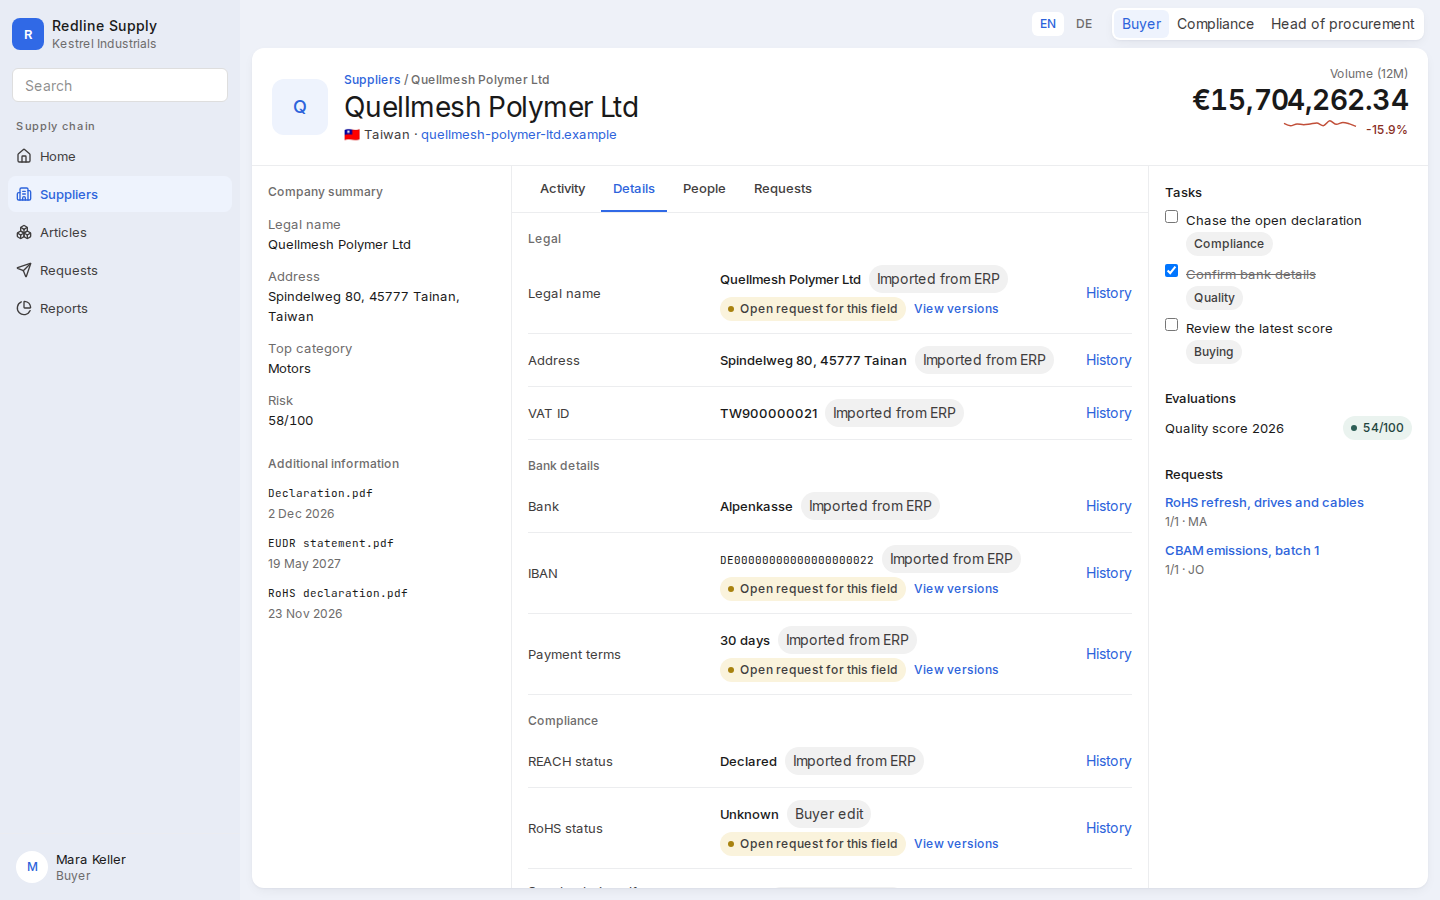 R
Redline Supply
Kestrel Industrials
Search
Supply chain
Home
Suppliers
Articles
Requests
Reports
M
Mara Keller
Buyer
EN
DE
Buyer
Compliance
Head of procurement
Q
Suppliers / Quellmesh Polymer Ltd
Quellmesh Polymer Ltd
🇹🇼 Taiwan · quellmesh-polymer-ltd.example
Volume (12M)
€15,704,262.34
-15.9%
Company summary
Legal name
Quellmesh Polymer Ltd
Address
Spindelweg 80, 45777 Tainan,
Taiwan
Top category
Motors
Risk
58/100
Additional information
Declaration.pdf
2 Dec 2026
EUDR statement.pdf
19 May 2027
RoHS declaration.pdf
23 Nov 2026
Activity
Details
People
Requests
Legal
Legal name
Quellmesh Polymer Ltd Imported from ERP
Open request for this field View versions
History
Address
Spindelweg 80, 45777 Tainan Imported from ERP
History
VAT ID
TW900000021 Imported from ERP
History
Bank details
Bank
Alpenkasse Imported from ERP
History
IBAN
DE00000000000000000022 Imported from ERP
Open request for this field View versions
History
Payment terms
30 days Imported from ERP
Open request for this field View versions
History
Compliance
REACH status
Declared Imported from ERP
History
RoHS status
Unknown Buyer edit
Open request for this field View versions
History
Tasks
Chase the open declaration
Compliance
Confirm bank details
Quality
Review the latest score
Buying
Evaluations
Quality score 2026
54/100
Requests
RoHS refresh, drives and cables
1/1 · MA
CBAM emissions, batch 1
1/1 · JO